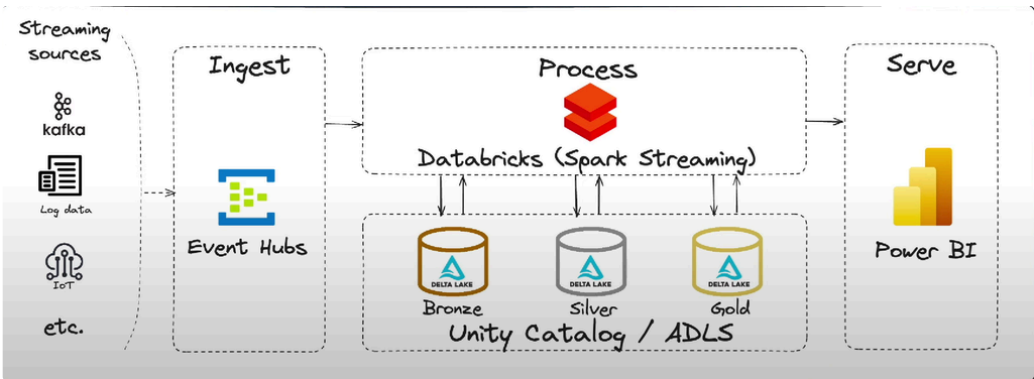 Streaming
sources
kafka
Log data
IoT
etc.
Ingest
Event Hubs
Process
Databricks (Spark Streaming)
DELTA LAKE
Bronze
DELTA LAKE
Silver
DELTA LAKE
Gold
Unity Catalog / ADLS
Serve
Power BI